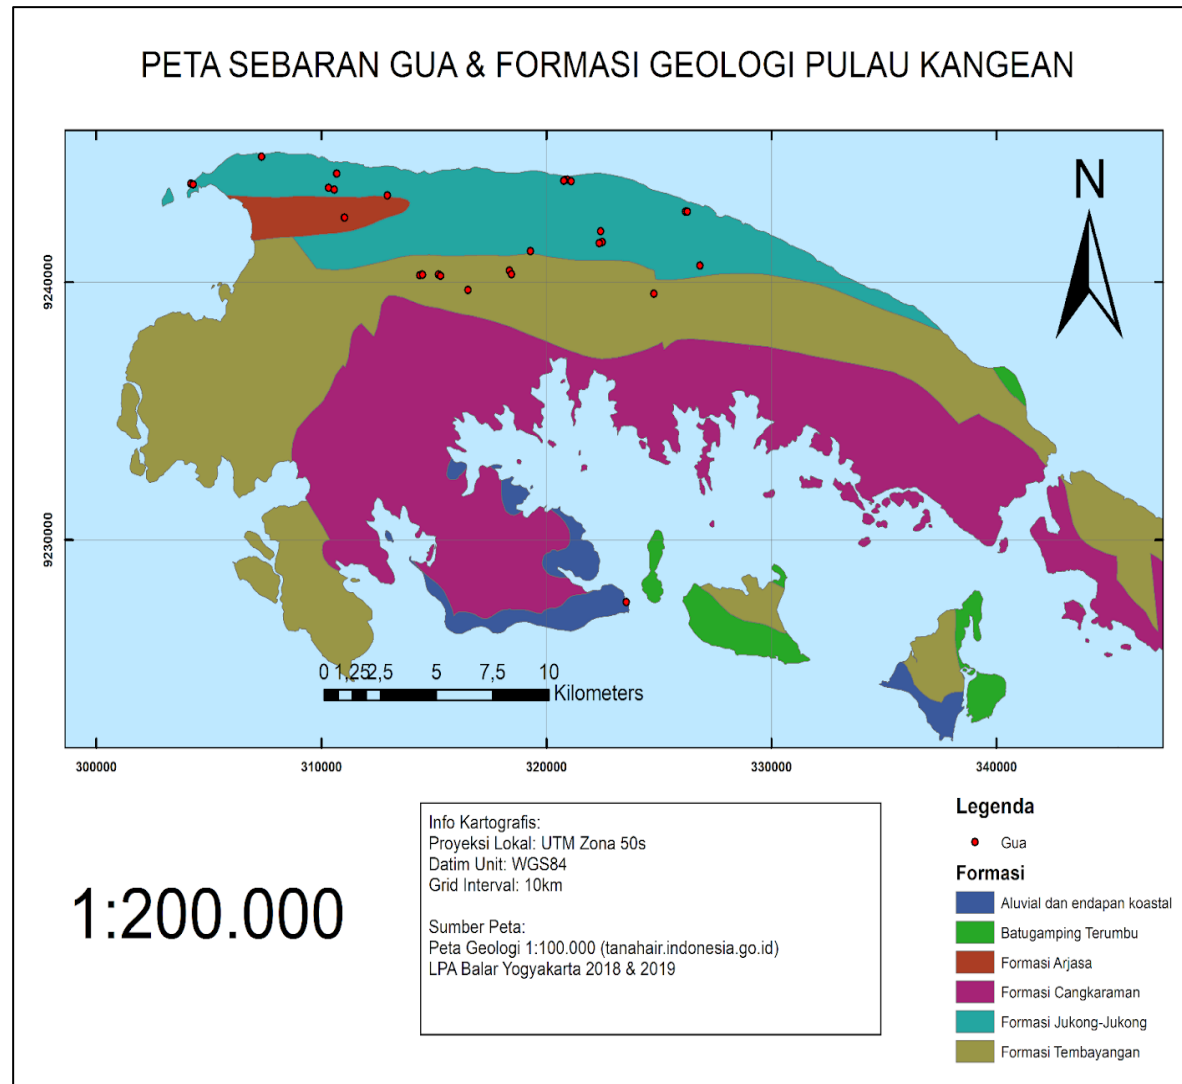 PETA SEBARAN GUA & FORMASI GEOLOGI PULAU KANGEAN
N
9240000
9230000
0 1,25 2,5 5 7,5 10
Kilometers
300000 310000 320000 330000 340000
1:200.000
Info Kartografis:
Proyeksi Lokal: UTM Zona 50s
Datim Unit: WGS84
Grid Interval: 10km
Sumber Peta:
Peta Geologi 1:100.000 (tanahair.indonesia.go.id)
LPA Balar Yogyakarta 2018 & 2019
Legenda
Gua
Formasi
Aluvial dan endapan koastal
Batugamping Terumbu
Formasi Arjasa
Formasi Cangkaraman
Formasi Jukong-Jukong
Formasi Tembayangan